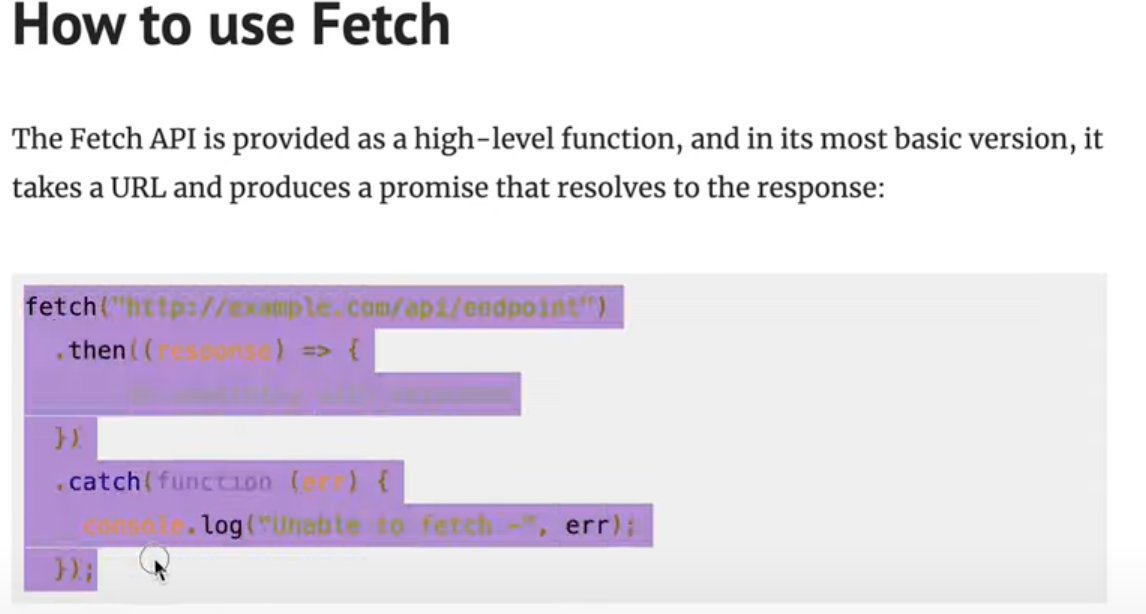 How to use Fetch
The Fetch API is provided as a high-level function, and in its most basic version, it
takes a URL and produces a promise that resolves to the response:
fetch("http://example.com/api/endpoint")
.then((response) => {
with response
})
.catch(function (err) {
console.log("Unable to fetch -", err);
});